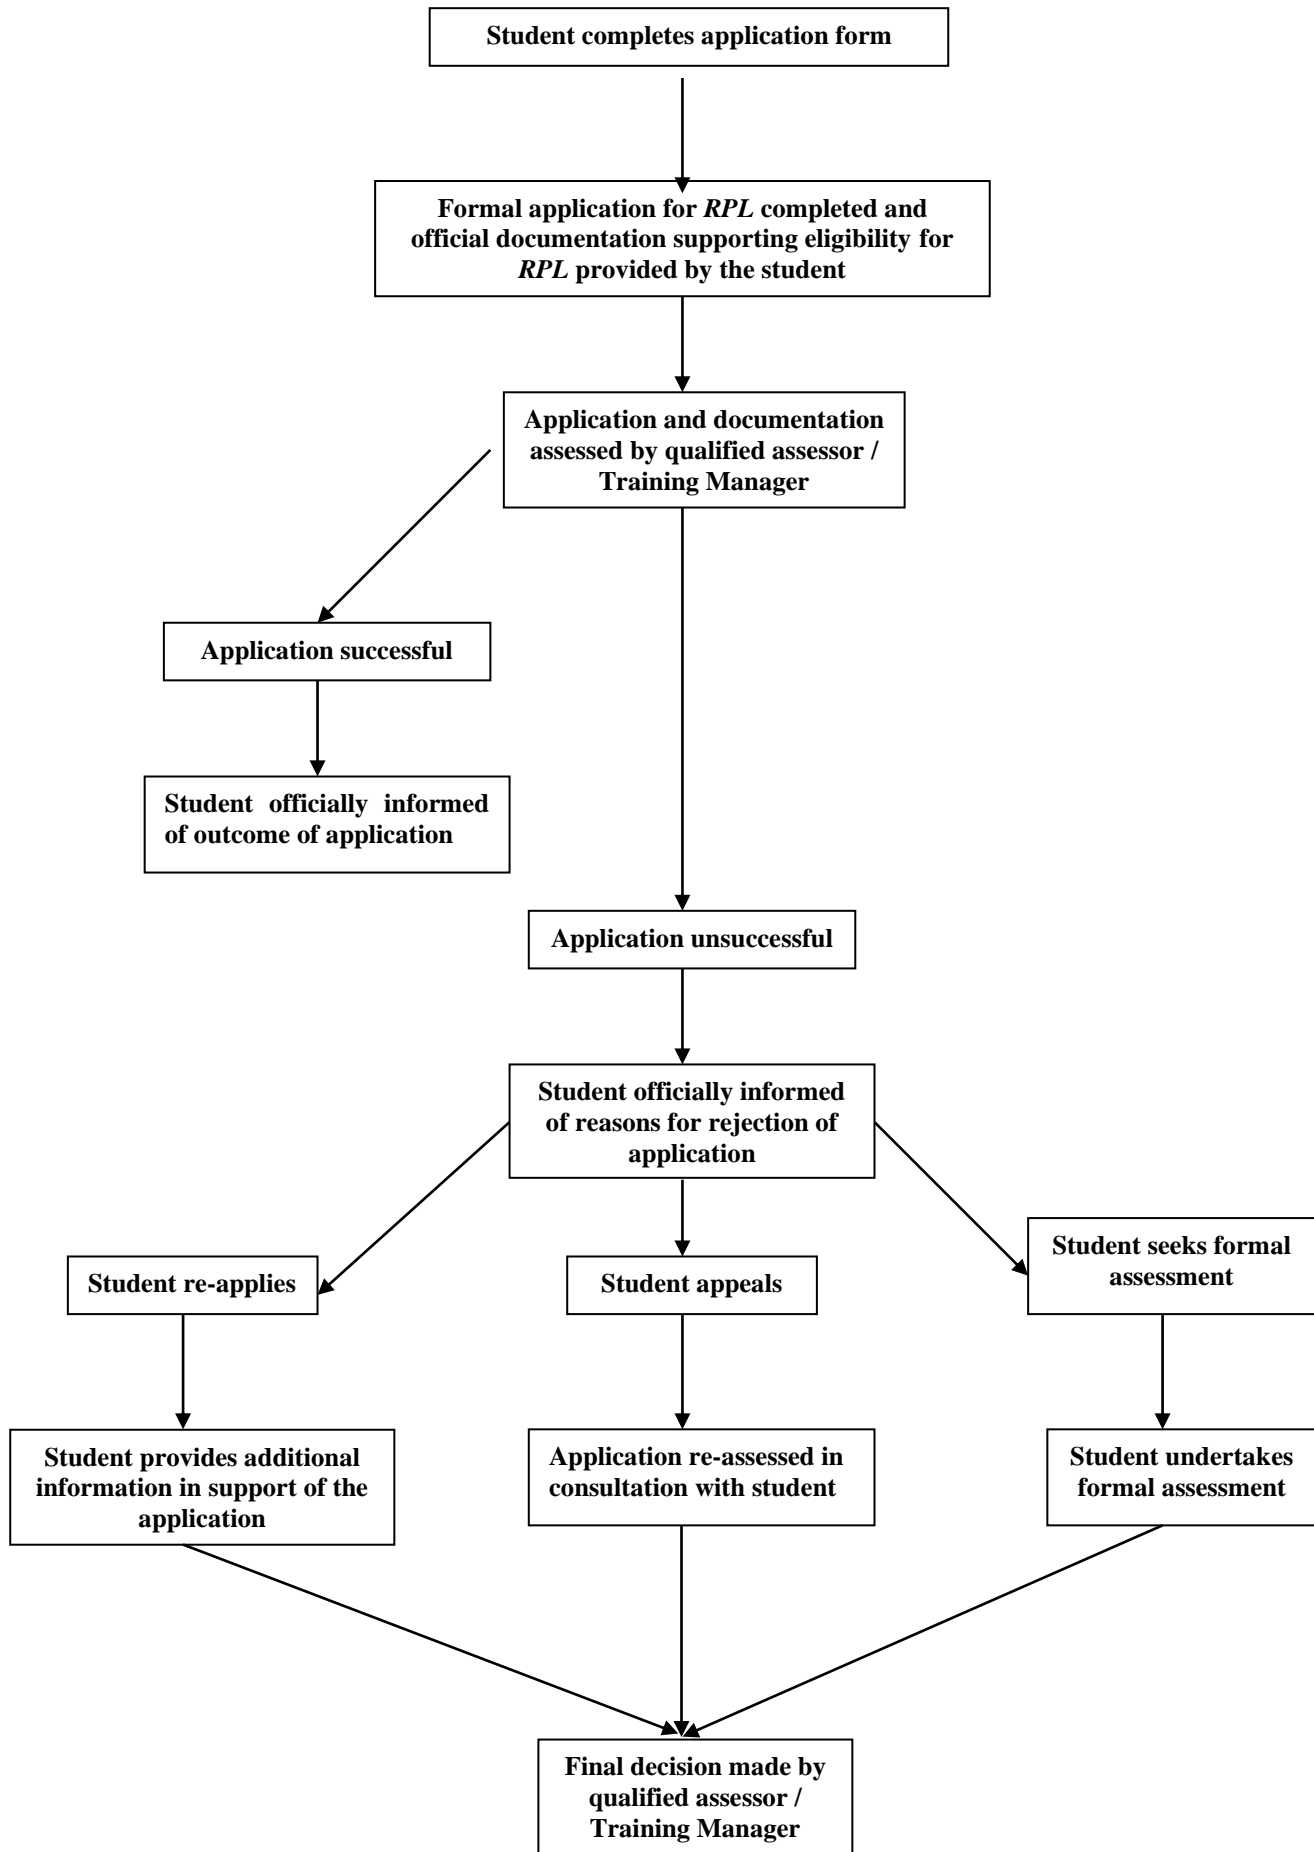 Student completes application form
Formal application for RPL completed and
official documentation supporting eligibility for
RPL provided by the student
Application and documentation
assessed by qualified assessor /
Training Manager
Application successful
Student officially informed
of outcome of application
Application unsuccessful
Student officially informed
of reasons for rejection of
application
Student re-applies
Student appeals
Student seeks formal
assessment
Student provides additional
information in support of the
application
Application re-assessed in
consultation with student
Student undertakes
formal assessment
Final decision made by
qualified assessor /
Training Manager